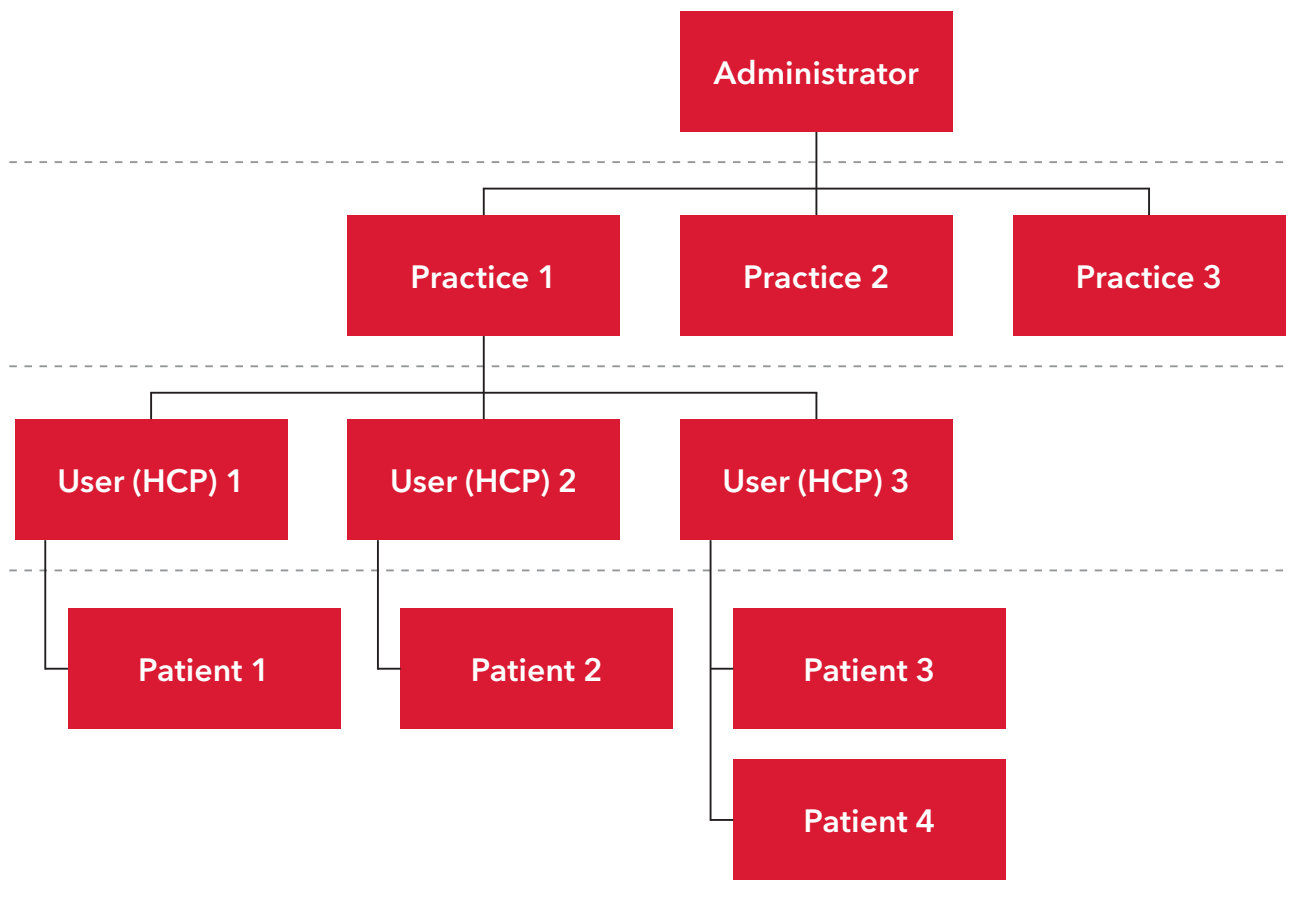 Administrator
Practice 1
Practice 2
Practice 3
User (HCP) 1
User (HCP) 2
User (HCP) 3
Patient 1
Patient 2
Patient 3
Patient 4